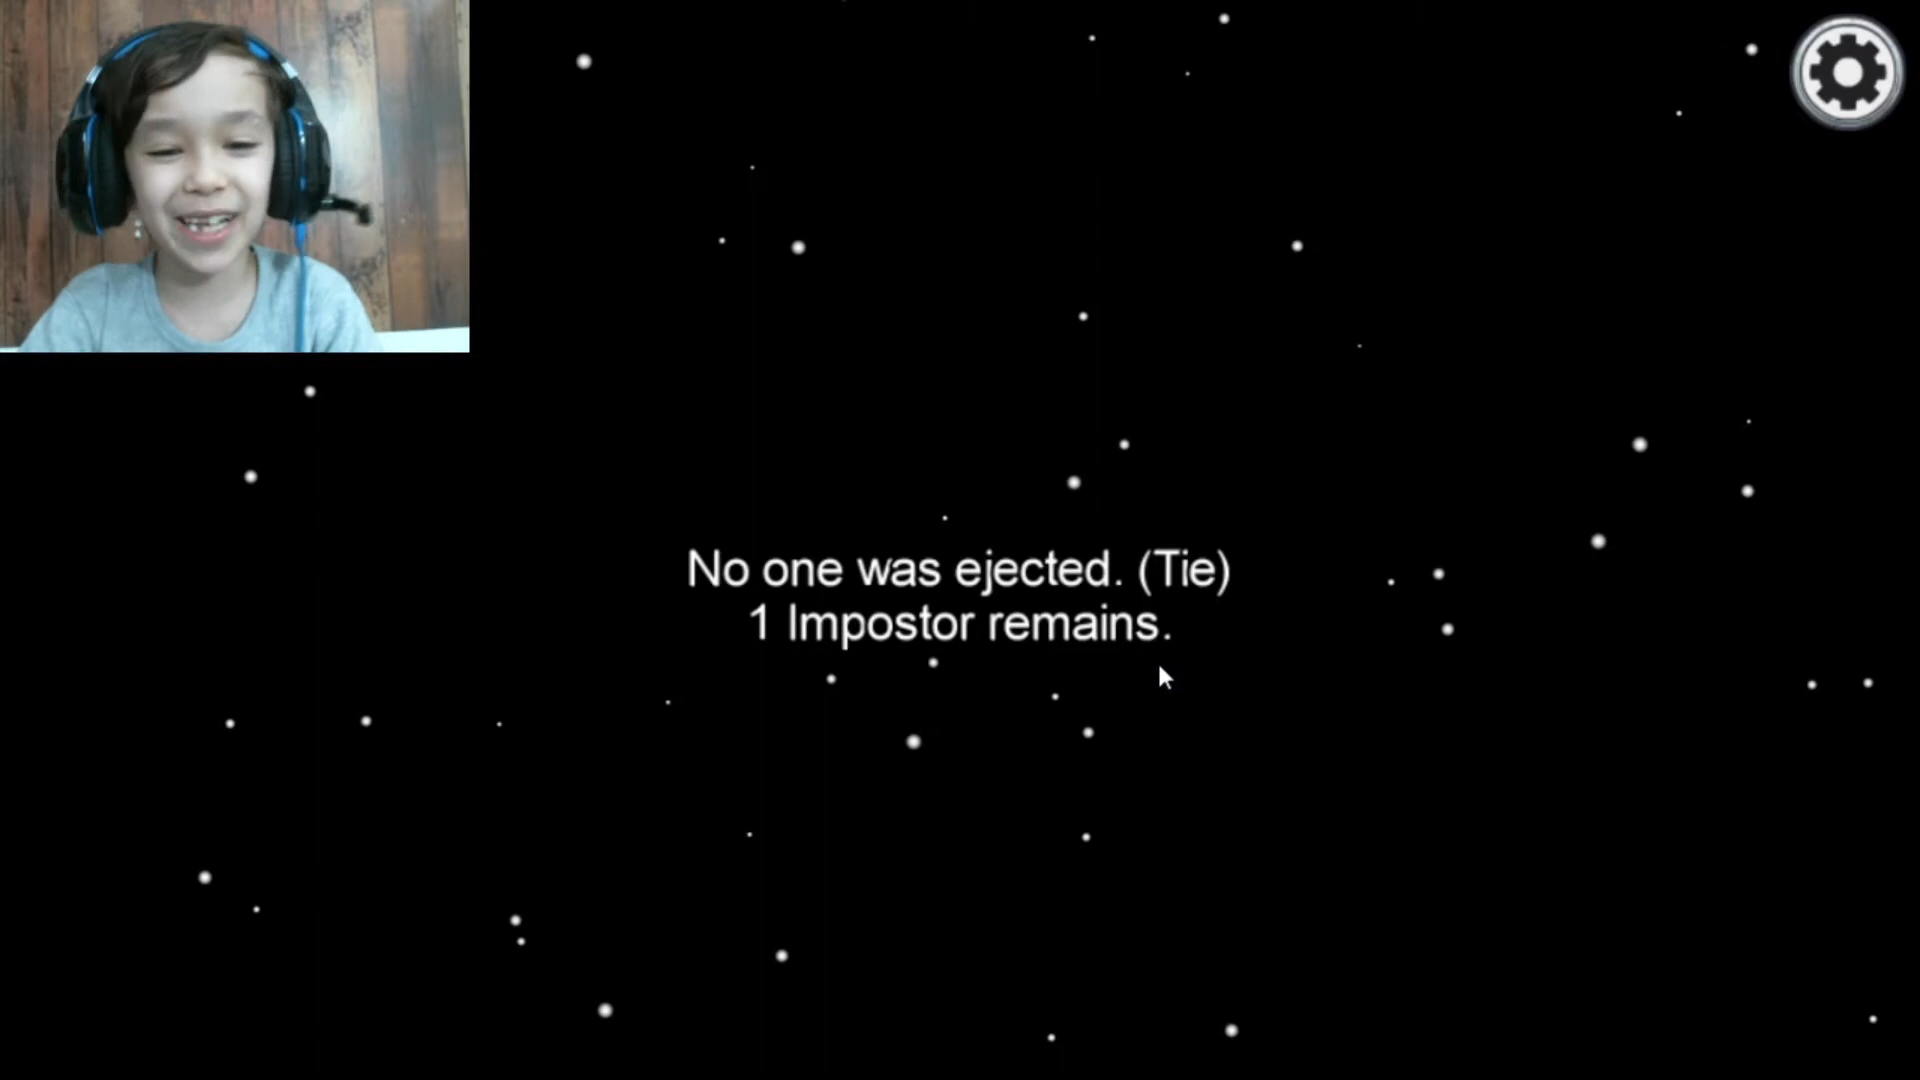 No one was ejected. (Tie)
1 Impostor remains.